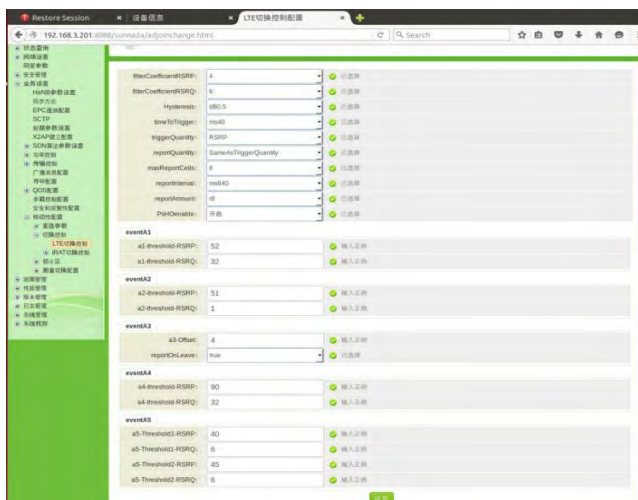 Restore Session
设备信息
LTE切换控制配置
192.168.3.201:8080/sunnada/adjoinchange.html
Search
状态查询
网络设置
网管参数
安全管理
业务设置
HeNB参数设置
同步方式
EPC连接配置
SCTP
射频参数设置
X2AP建立配置
SON算法参数设置
功率控制
传输控制
广播消息配置
寻呼配置
QOS配置
承载控制配置
安全和完整性配置
移动性配置
重选参数
切换控制
LTE切换控制
IRAT切换控制
邻小区
测量切换配置
故障管理
性能管理
版本管理
日志管理
系统管理
系统权限
filterCoefficientRSRP: 4 已选择
filterCoefficientRSRQ: 6 已选择
Hysteresis: dB0.5 已选择
timeToTrigger: ms40 已选择
triggerQuantity: RSRP 已选择
reportQuantity: SameAsTriggerQuantity 已选择
maxReportCells: 8 已选择
reportInterval: ms640 已选择
reportAmount: r8 已选择
PsHOenable: 开启 已选择
eventA1
a1-threshold-RSRP: 52 输入正确
a1-threshold-RSRQ: 32 输入正确
eventA2
a2-threshold-RSRP: 51 输入正确
a2-threshold-RSRQ: 1 输入正确
eventA3
a3-Offset: 4 输入正确
reportOnLeave: true 已选择
eventA4
a4-threshold-RSRP: 90 输入正确
a4-threshold-RSRQ: 32 输入正确
eventA5
a5-Threshold1-RSRP: 40 输入正确
a5-Threshold1-RSRQ: 6 输入正确
a5-Threshold2-RSRP: 45 输入正确
a5-Threshold2-RSRQ: 6 输入正确